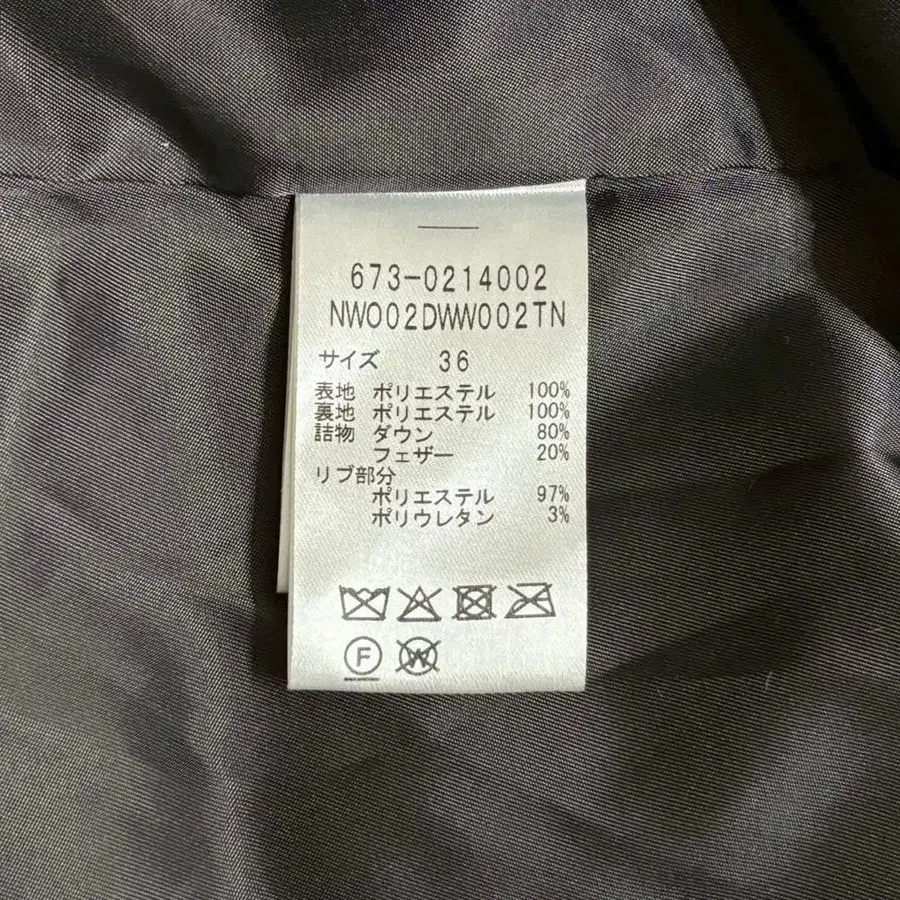 673-0214002
NW002DWW002TN
サイズ 36
表地 ポリエステル 100%
裏地 ポリエステル 100%
詰物 ダウン 80%
フェザー 20%
リブ部分
ポリエステル 97%
ポリウレタン 3%
F W